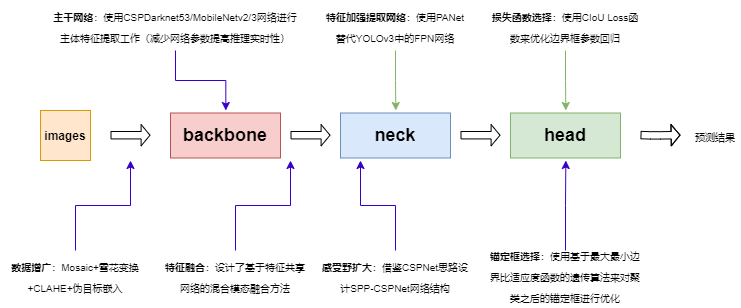 主干网络：使用CSPDarknet53/MobileNetv2/3网络进行
主体特征提取工作（减少网络参数提高推理实时性）
特征加强提取网络：使用PANet
替代YOLOv3中的FPN网络
损失函数选择：使用CIoU Loss函
数来优化边界框参数回归
images
backbone
neck
head
预测结果
数据增广：Mosaic+雪花变换
+CLAHE+伪目标嵌入
特征融合：设计了基于特征共享
网络的混合模态融合方法
感受野扩大：借鉴CSPNet思路设
计SPP-CSPNet网络结构
锚定框选择：使用基于最大最小边
界比适应度函数的遗传算法来对聚
类之后的锚定框进行优化